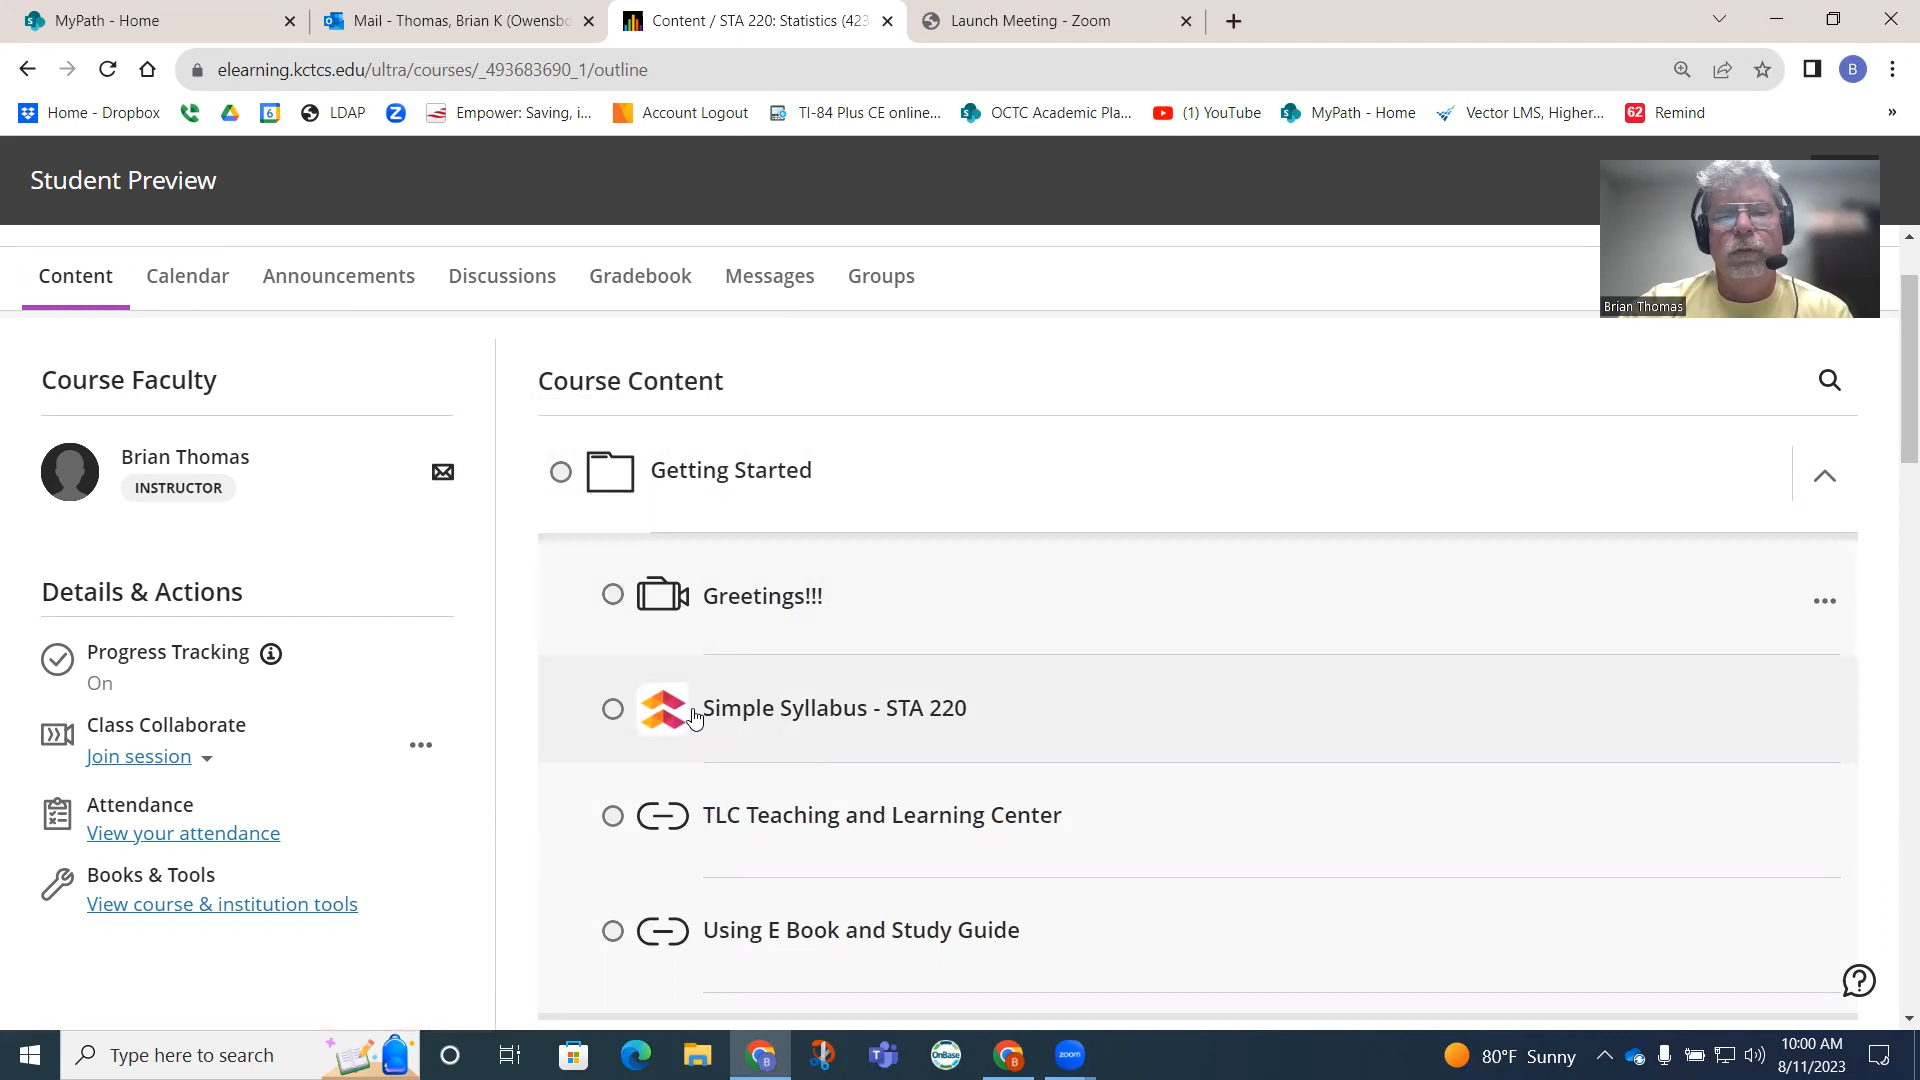 MyPath - Home
Mail - Thomas, Brian K (Owensbo
Content / STA 220: Statistics (423
Launch Meeting - Zoom
elearning.kctcs.edu/ultra/courses/_493683690_1/outline
B
Home - Dropbox
6
LDAP
Z
Empower: Saving, i...
Account Logout
TI-84 Plus CE online...
OCTC Academic Pla...
(1) YouTube
MyPath - Home
Vector LMS, Higher...
62
Remind
»
Student Preview
Brian Thomas
Content
Calendar
Announcements
Discussions
Gradebook
Messages
Groups
Course Faculty
Brian Thomas
INSTRUCTOR
Details & Actions
Progress Tracking
On
Class Collaborate
Join session
Attendance
View your attendance
Books & Tools
View course & institution tools
Course Content
Getting Started
Greetings!!!
Simple Syllabus - STA 220
TLC Teaching and Learning Center
Using E Book and Study Guide
Type here to search
OnBase
zoom
80°F Sunny
10:00 AM
8/11/2023